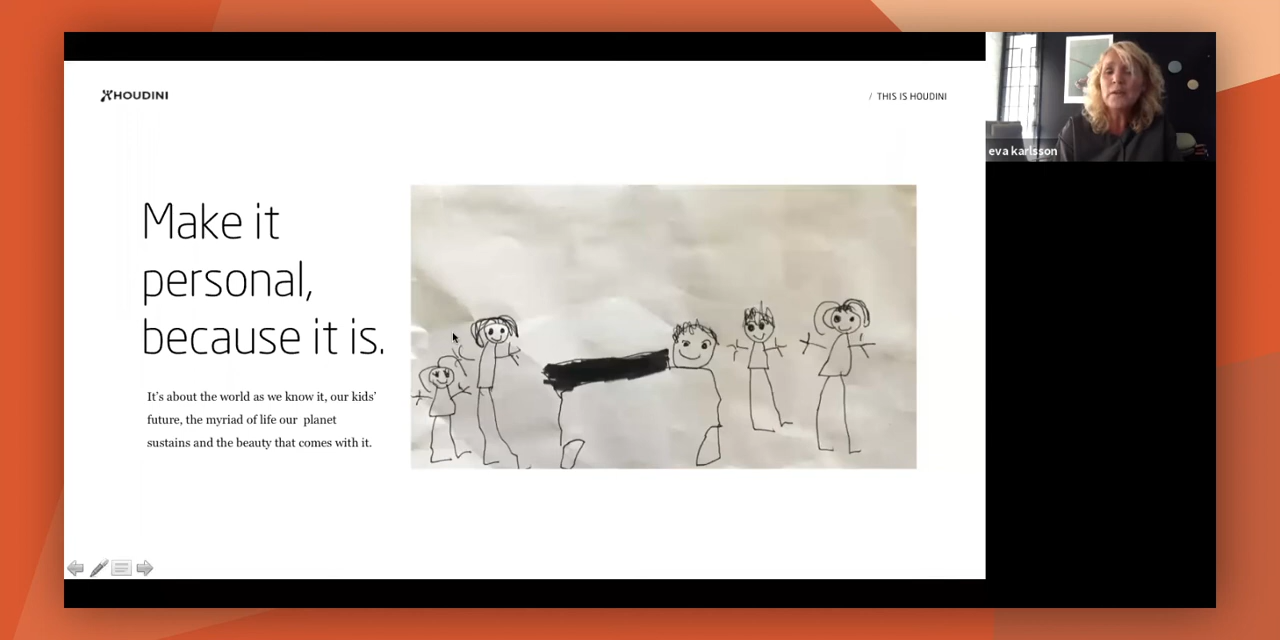 HOUDINI
/ THIS IS HOUDINI
Make it
personal,
because it is.
It's about the world as we know it, our kids'
future, the myriad of life our planet
sustains and the beauty that comes with it.
eva karlsson